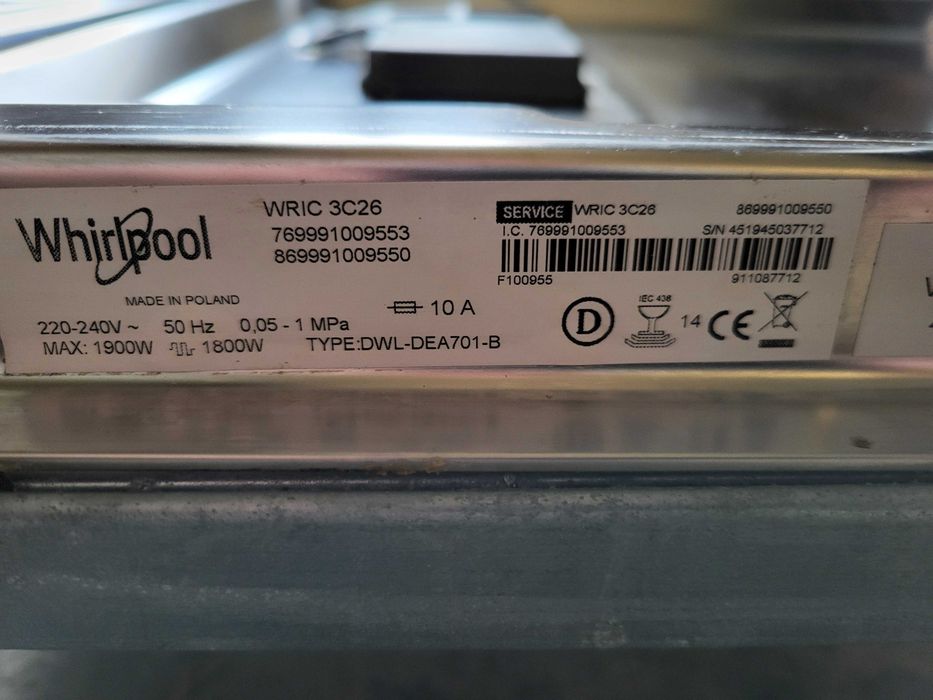 Whirlpool
WRIC 3C26
769991009553
869991009550
MADE IN POLAND
10 A
220-240V ~ 50 Hz 0,05 - 1 MPa
MAX: 1900W 1800W TYPE:DWL-DEA701-B
SERVICE WRIC 3C26 869991009550
I.C. 769991009553 S/N 451945037712
F100955 911087712
D
IEC 436
14 CE